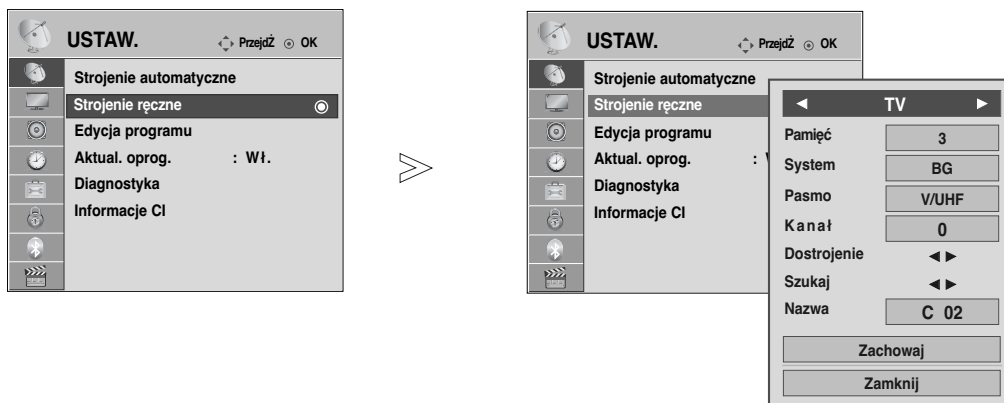 USTAW. PrzejdŹ OK
Strojenie automatyczne
Strojenie ręczne
Edycja programu
Aktual. oprog. : Wł.
Diagnostyka
Informacje CI
USTAW. PrzejdŹ OK
Strojenie automatyczne
Strojenie ręczne
Edycja programu
Aktual. oprog. :
Diagnostyka
Informacje CI
TV
Pamięć 3
System BG
Pasmo V/UHF
Kanał 0
Dostrojenie
Szukaj
Nazwa C 02
Zachowaj
Zamknij